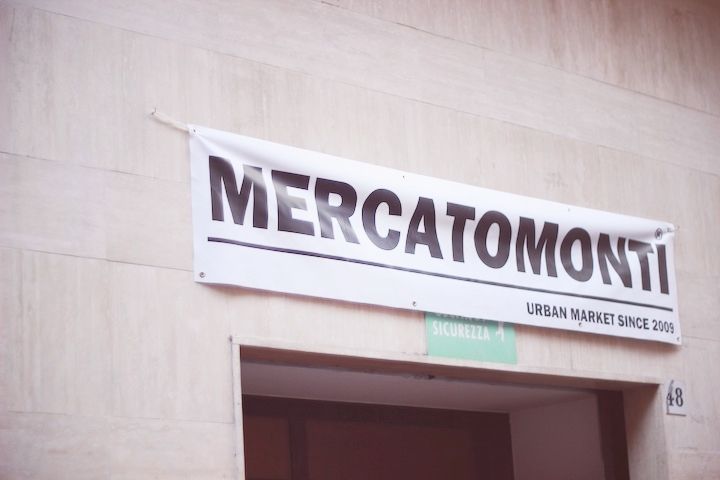 MERCATOMONTI
URBAN MARKET SINCE 2009
SICUREZZA
48